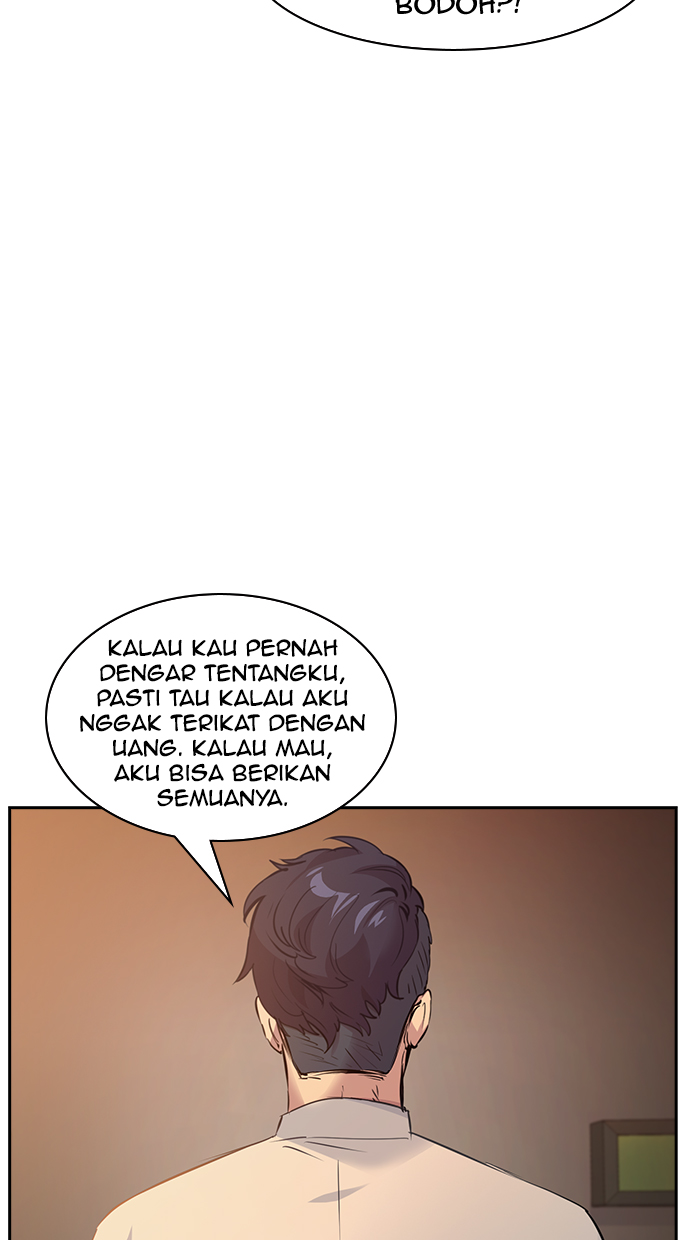 BODOH?!
KALAU KAU PERNAH
DENGAR TENTANGKU,
PASTI TAU KALAU AKU
NGGAK TERIKAT DENGAN
UANG. KALAU MAU,
AKU BISA BERIKAN
SEMUANYA.